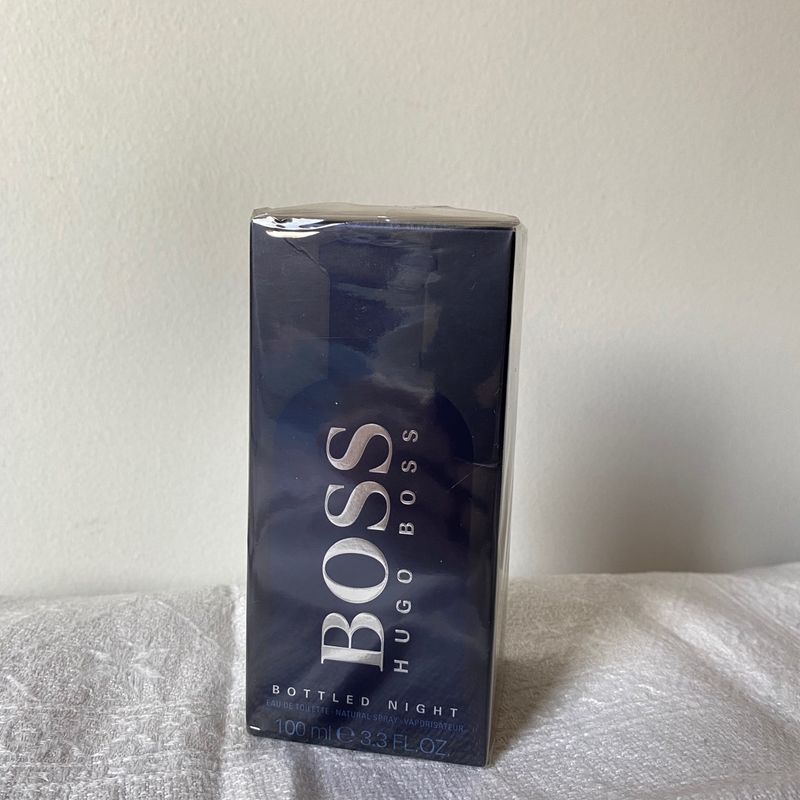 BOSS
HUGO BOSS
BOTTLED NIGHT
EAU DE TOILETTE · NATURAL SPRAY · VAPORISATEUR
100 ml ℮ 3.3 FL.OZ.